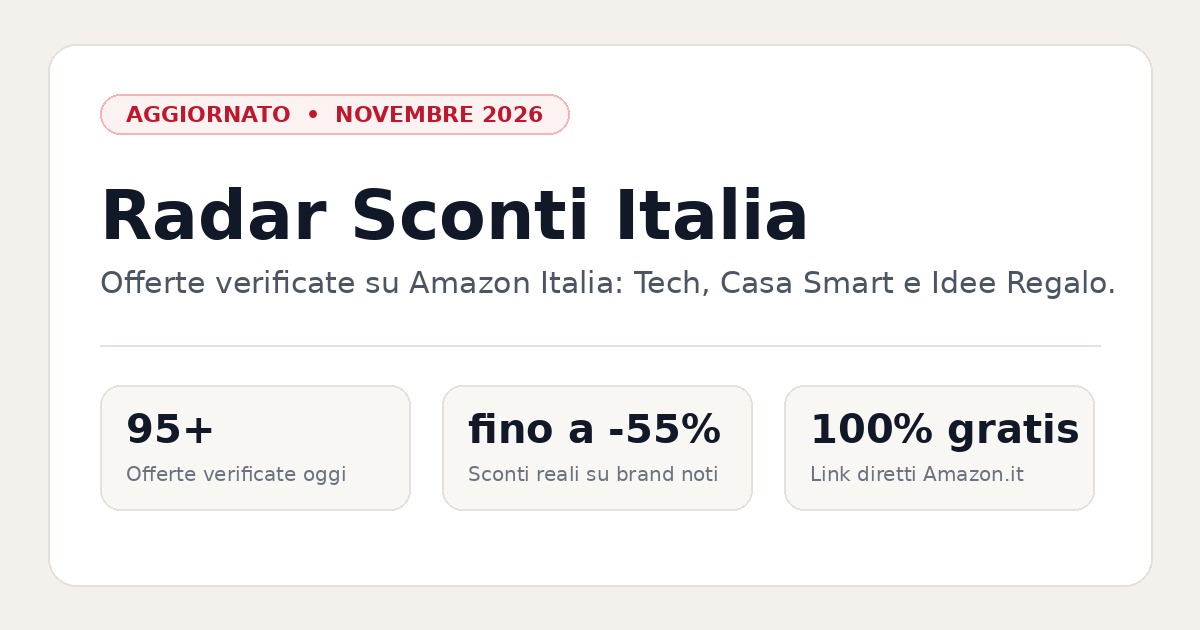 AGGIORNATO • NOVEMBRE 2026
Radar Sconti Italia
Offerte verificate su Amazon Italia: Tech, Casa Smart e Idee Regalo.
95+
Offerte verificate oggi
fino a -55%
Sconti reali su brand noti
100% gratis
Link diretti Amazon.it